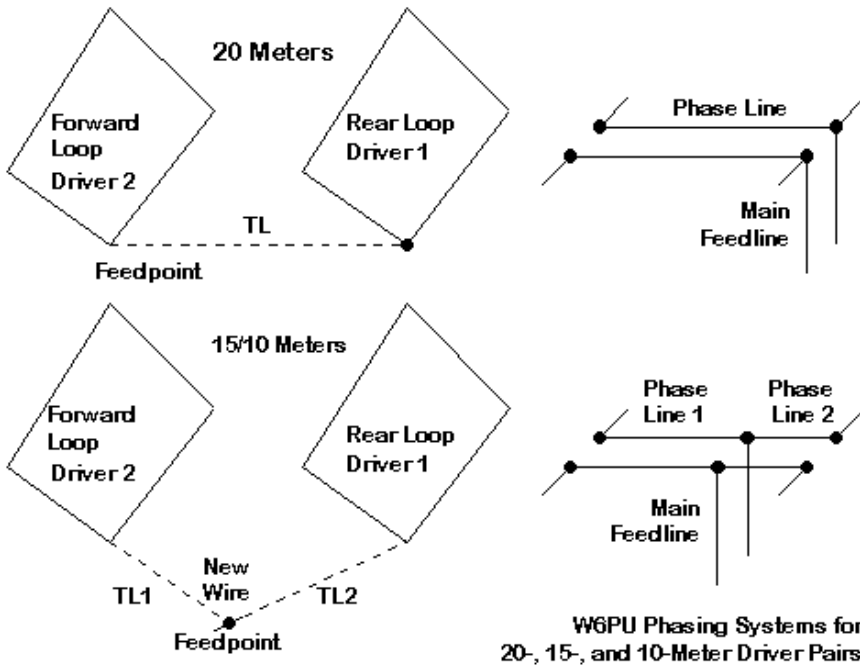 20 Meters
Forward
Loop
Driver 2
Rear Loop
Driver 1
TL
Feedpoint
Phase Line
Main
Feedline
15/10 Meters
Forward
Loop
Driver 2
Rear Loop
Driver 1
New
Wire
TL1
TL2
Feedpoint
Phase
Line 1
Phase
Line 2
Main
Feedline
W6PU Phasing Systems for
20-, 15-, and 10-Meter Driver Pairs